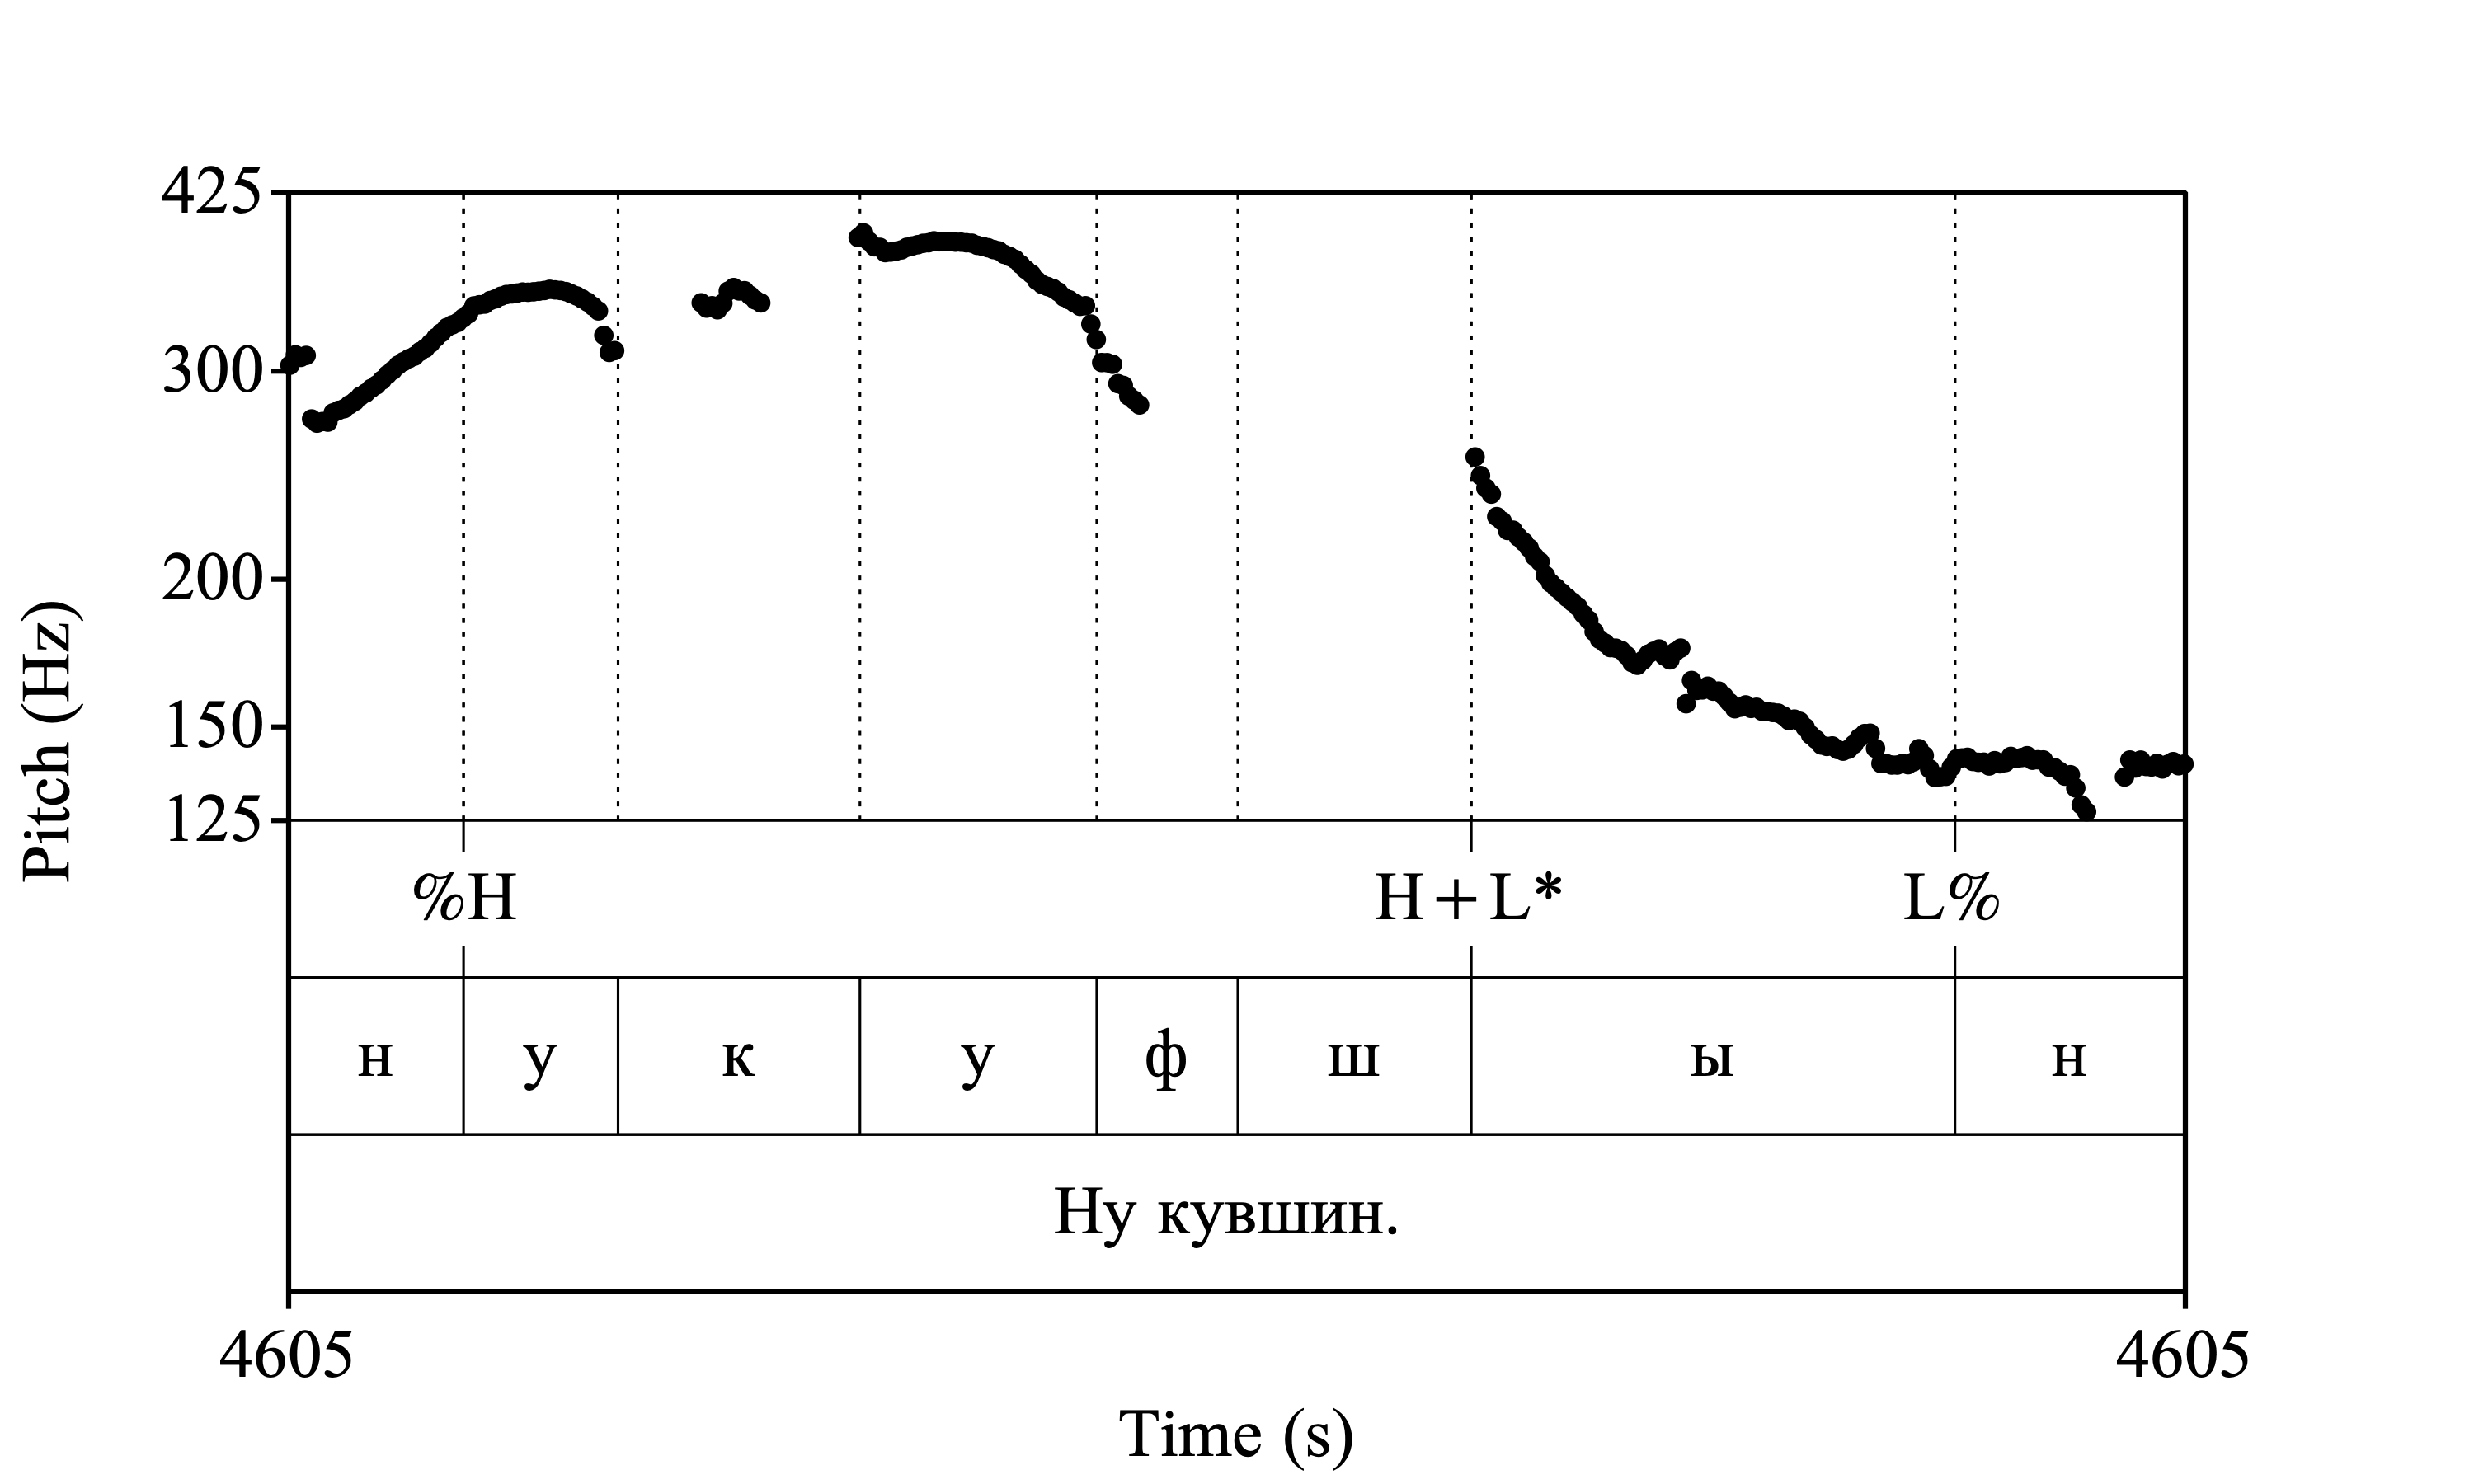 425
300
200
150
125
Pitch (Hz)
%H H+L* L%
н у к у ф ш ы н
Ну кувшин.
4605 4605
Time (s)